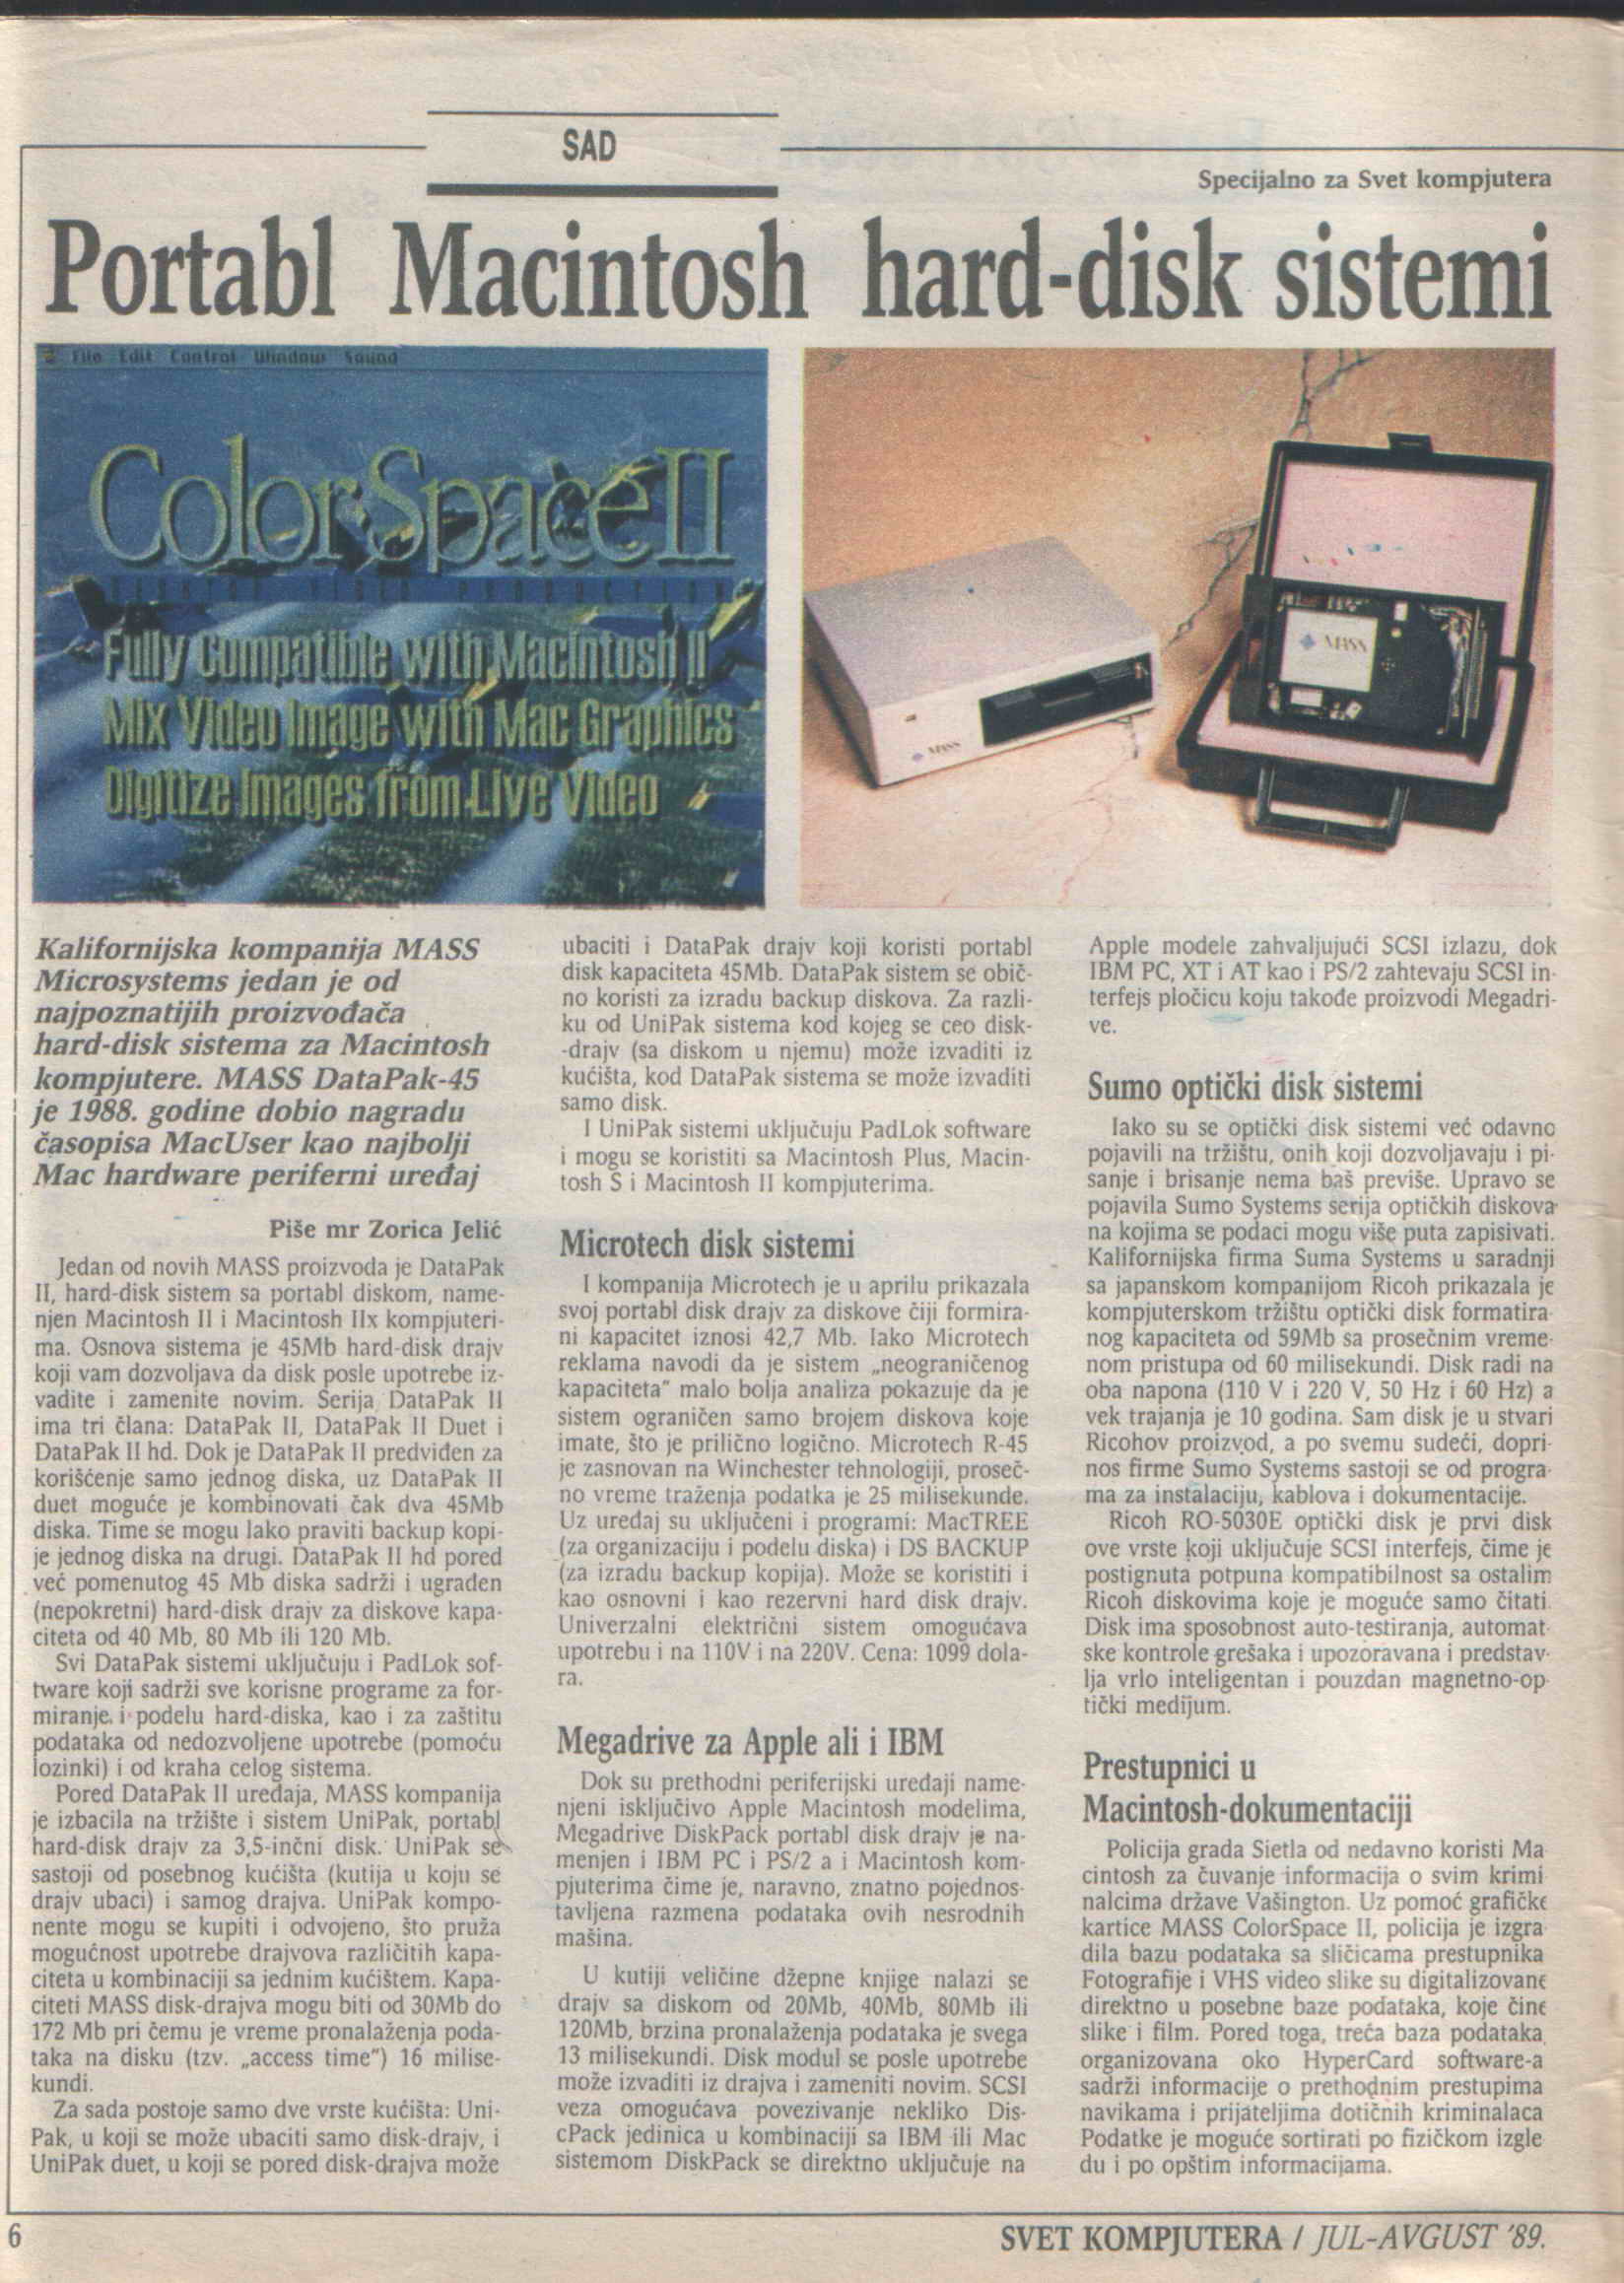 SAD
Specijalno za Svet kompjutera
Portabl Macintosh hard-disk sistemi
File Edit Control Window Sound
ColorSpace II
DESKTOP VIDEO PRODUCTION
Fully Compatible with Macintosh II
Mix Video Image with Mac Graphics
Digitize Images from Live Video
MASS
MASS
Kalifornijska kompanija MASS
Microsystems jedan je od
najpoznatijih proizvođača
hard-disk sistema za Macintosh
kompjutere. MASS DataPak-45
je 1988. godine dobio nagradu
časopisa MacUser kao najbolji
Mac hardware periferni uređaj
Piše mr Zorica Jelić
Jedan od novih MASS proizvoda je DataPak
II, hard-disk sistem sa portabl diskom, name-
njen Macintosh II i Macintosh IIx kompjuteri-
ma. Osnova sistema je 45Mb hard-disk drajv
koji vam dozvoljava da disk posle upotrebe iz-
vadite i zamenite novim. Serija DataPak II
ima tri člana: DataPak II, DataPak II Duet i
DataPak II hd. Dok je DataPak II predviđen za
korišćenje samo jednog diska, uz DataPak II
duet moguće je kombinovati čak dva 45Mb
diska. Time se mogu lako praviti backup kopi-
je jednog diska na drugi. DataPak II hd pored
već pomenutog 45 Mb diska sadrži i ugrađen
(nepokretni) hard-disk drajv za diskove kapa-
citeta od 40 Mb, 80 Mb ili 120 Mb.
Svi DataPak sistemi uključuju i PadLok sof-
tware koji sadrži sve korisne programe za for-
miranje i podelu hard-diska, kao i za zaštitu
podataka od nedozvoljene upotrebe (pomoću
lozinki) i od kraha celog sistema.
Pored DataPak II uređaja, MASS kompanija
je izbacila na tržište i sistem UniPak, portabl
hard-disk drajv za 3,5-inčni disk. UniPak se
sastoji od posebnog kućišta (kutija u koju se
drajv ubaci) i samog drajva. UniPak kompo-
nente mogu se kupiti i odvojeno, što pruža
mogućnost upotrebe drajvova različitih kapa-
citeta u kombinaciji sa jednim kućištem. Kapa-
citeti MASS disk-drajva mogu biti od 30Mb do
172 Mb pri čemu je vreme pronalaženja poda-
taka na disku (tzv. „access time") 16 milise-
kundi.
Za sada postoje samo dve vrste kućišta: Uni-
Pak, u koji se može ubaciti samo disk-drajv, i
UniPak duet, u koji se pored disk-drajva može
ubaciti i DataPak drajv koji koristi portabl
disk kapaciteta 45Mb. DataPak sistem se obič-
no koristi za izradu backup diskova. Za razli-
ku od UniPak sistema kod kojeg se ceo disk-
-drajv (sa diskom u njemu) može izvaditi iz
kućišta, kod DataPak sistema se može izvaditi
samo disk.
I UniPak sistemi uključuju PadLok software
i mogu se koristiti sa Macintosh Plus, Macin-
tosh S i Macintosh II kompjuterima.
Microtech disk sistemi
I kompanija Microtech je u aprilu prikazala
svoj portabl disk drajv za diskove čiji formira-
ni kapacitet iznosi 42,7 Mb. Iako Microtech
reklama navodi da je sistem „neograničenog
kapaciteta" malo bolja analiza pokazuje da je
sistem ograničen samo brojem diskova koje
imate, što je prilično logično. Microtech R-45
je zasnovan na Winchester tehnologiji, proseč-
no vreme traženja podatka je 25 milisekunde.
Uz uređaj su uključeni i programi: MacTREE
(za organizaciju i podelu diska) i DS BACKUP
(za izradu backup kopija). Može se koristiti i
kao osnovni i kao rezervni hard disk drajv.
Univerzalni električni sistem omogućava
upotrebu i na 110V i na 220V. Cena: 1099 dola-
ra.
Megadrive za Apple ali i IBM
Dok su prethodni periferijski uređaji name-
njeni isključivo Apple Macintosh modelima,
Megadrive DiskPack portabl disk drajv je na-
menjen i IBM PC i PS/2 a i Macintosh kom-
pjuterima čime je, naravno, znatno pojednos-
tavljena razmena podataka ovih nesrodnih
mašina.
U kutiji veličine džepne knjige nalazi se
drajv sa diskom od 20Mb, 40Mb, 80Mb ili
120Mb, brzina pronalaženja podataka je svega
13 milisekundi. Disk modul se posle upotrebe
može izvaditi iz drajva i zameniti novim. SCSI
veza omogućava povezivanje nekliko Dis-
cPack jedinica u kombinaciji sa IBM ili Mac
sistemom DiskPack se direktno uključuje na
Apple modele zahvaljujući SCSI izlazu, dok
IBM PC, XT i AT kao i PS/2 zahtevaju SCSI in-
terfejs pločicu koju takođe proizvodi Megadri-
ve.
Sumo optički disk sistemi
Iako su se optički disk sistemi već odavno
pojavili na tržištu, onih koji dozvoljavaju i pi-
sanje i brisanje nema baš previše. Upravo se
pojavila Sumo Systems serija optičkih diskova
na kojima se podaci mogu više puta zapisivati.
Kalifornijska firma Suma Systems u saradnji
sa japanskom kompanijom Ricoh prikazala je
kompjuterskom tržištu optički disk formatira-
nog kapaciteta od 59Mb sa prosečnim vreme-
nom pristupa od 60 milisekundi. Disk radi na
oba napona (110 V i 220 V, 50 Hz i 60 Hz) a
vek trajanja je 10 godina. Sam disk je u stvari
Ricohov proizvod, a po svemu sudeći, dopri-
nos firme Sumo Systems sastoji se od progra-
ma za instalaciju, kablova i dokumentacije.
Ricoh RO-5030E optički disk je prvi disk
ove vrste koji uključuje SCSI interfejs, čime je
postignuta potpuna kompatibilnost sa ostalim
Ricoh diskovima koje je moguće samo čitati.
Disk ima sposobnost auto-testiranja, automat-
ske kontrole grešaka i upozoravana i predstav-
lja vrlo inteligentan i pouzdan magnetno-op-
tički medijum.
Prestupnici u
Macintosh-dokumentaciji
Policija grada Sietla od nedavno koristi Ma
cintosh za čuvanje informacija o svim krimi
nalcima države Vašington. Uz pomoć grafičke
kartice MASS ColorSpace II, policija je izgra
dila bazu podataka sa sličicama prestupnika
Fotografije i VHS video slike su digitalizovane
direktno u posebne baze podataka, koje čine
slike i film. Pored toga, treća baza podataka,
organizovana oko HyperCard software-a
sadrži informacije o prethodnim prestupima
navikama i prijateljima dotičnih kriminalaca
Podatke je moguće sortirati po fizičkom izgle
du i po opštim informacijama.
6
SVET KOMPJUTERA / JUL-AVGUST '89.